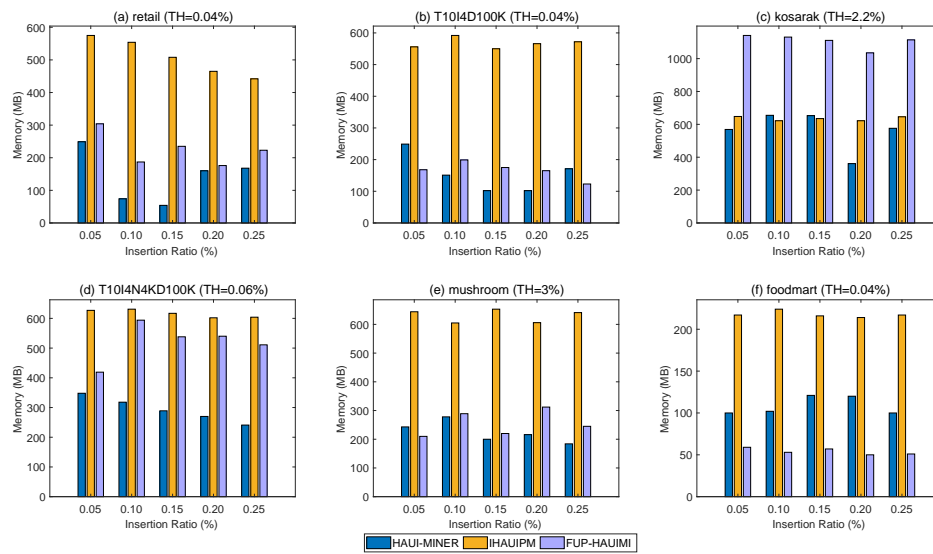 (a) retail (TH=0.04%)
600
500
400
300
200
100
0
Memory (MB)
0.05 0.10 0.15 0.20 0.25
Insertion Ratio (%)
(b) T10I4D100K (TH=0.04%)
600
500
400
300
200
100
0
Memory (MB)
0.05 0.10 0.15 0.20 0.25
Insertion Ratio (%)
(c) kosarak (TH=2.2%)
1000
800
600
400
200
0
Memory (MB)
0.05 0.10 0.15 0.20 0.25
Insertion Ratio (%)
(d) T10I4N4KD100K (TH=0.06%)
600
500
400
300
200
100
0
Memory (MB)
0.05 0.10 0.15 0.20 0.25
Insertion Ratio (%)
(e) mushroom (TH=3%)
600
400
200
0
Memory (MB)
0.05 0.10 0.15 0.20 0.25
Insertion Ratio (%)
(f) foodmart (TH=0.04%)
200
150
100
50
0
Memory (MB)
0.05 0.10 0.15 0.20 0.25
Insertion Ratio (%)
HAUI-MINER IHAUIPM FUP-HAUIMI